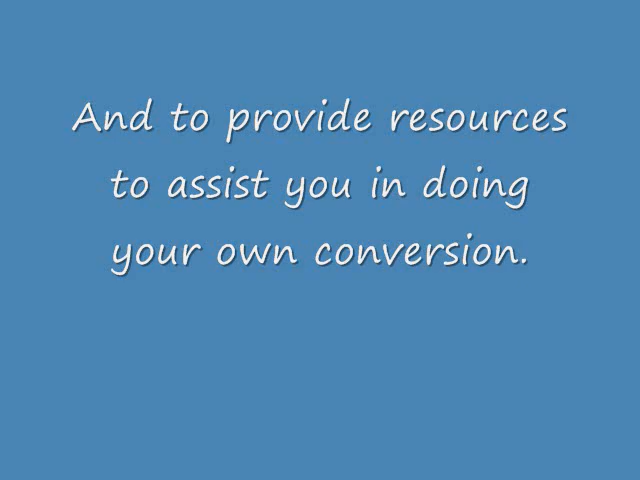 And to provide resources
to assist you in doing
your own conversion.